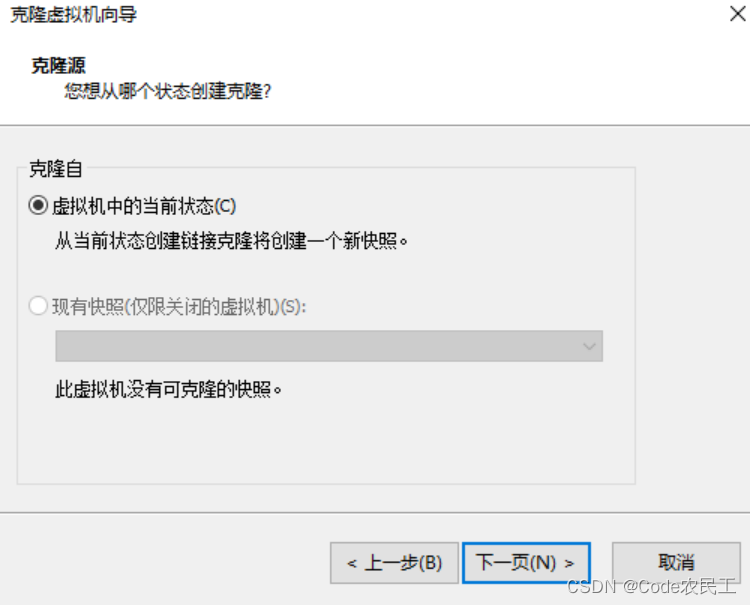 克隆虚拟机向导
克隆源
您想从哪个状态创建克隆?
克隆自
虚拟机中的当前状态(C)
从当前状态创建链接克隆将创建一个新快照。
现有快照(仅限关闭的虚拟机)(S):
此虚拟机没有可克隆的快照。
< 上一步(B) 下一页(N) > 取消
CSDN @Code农民工